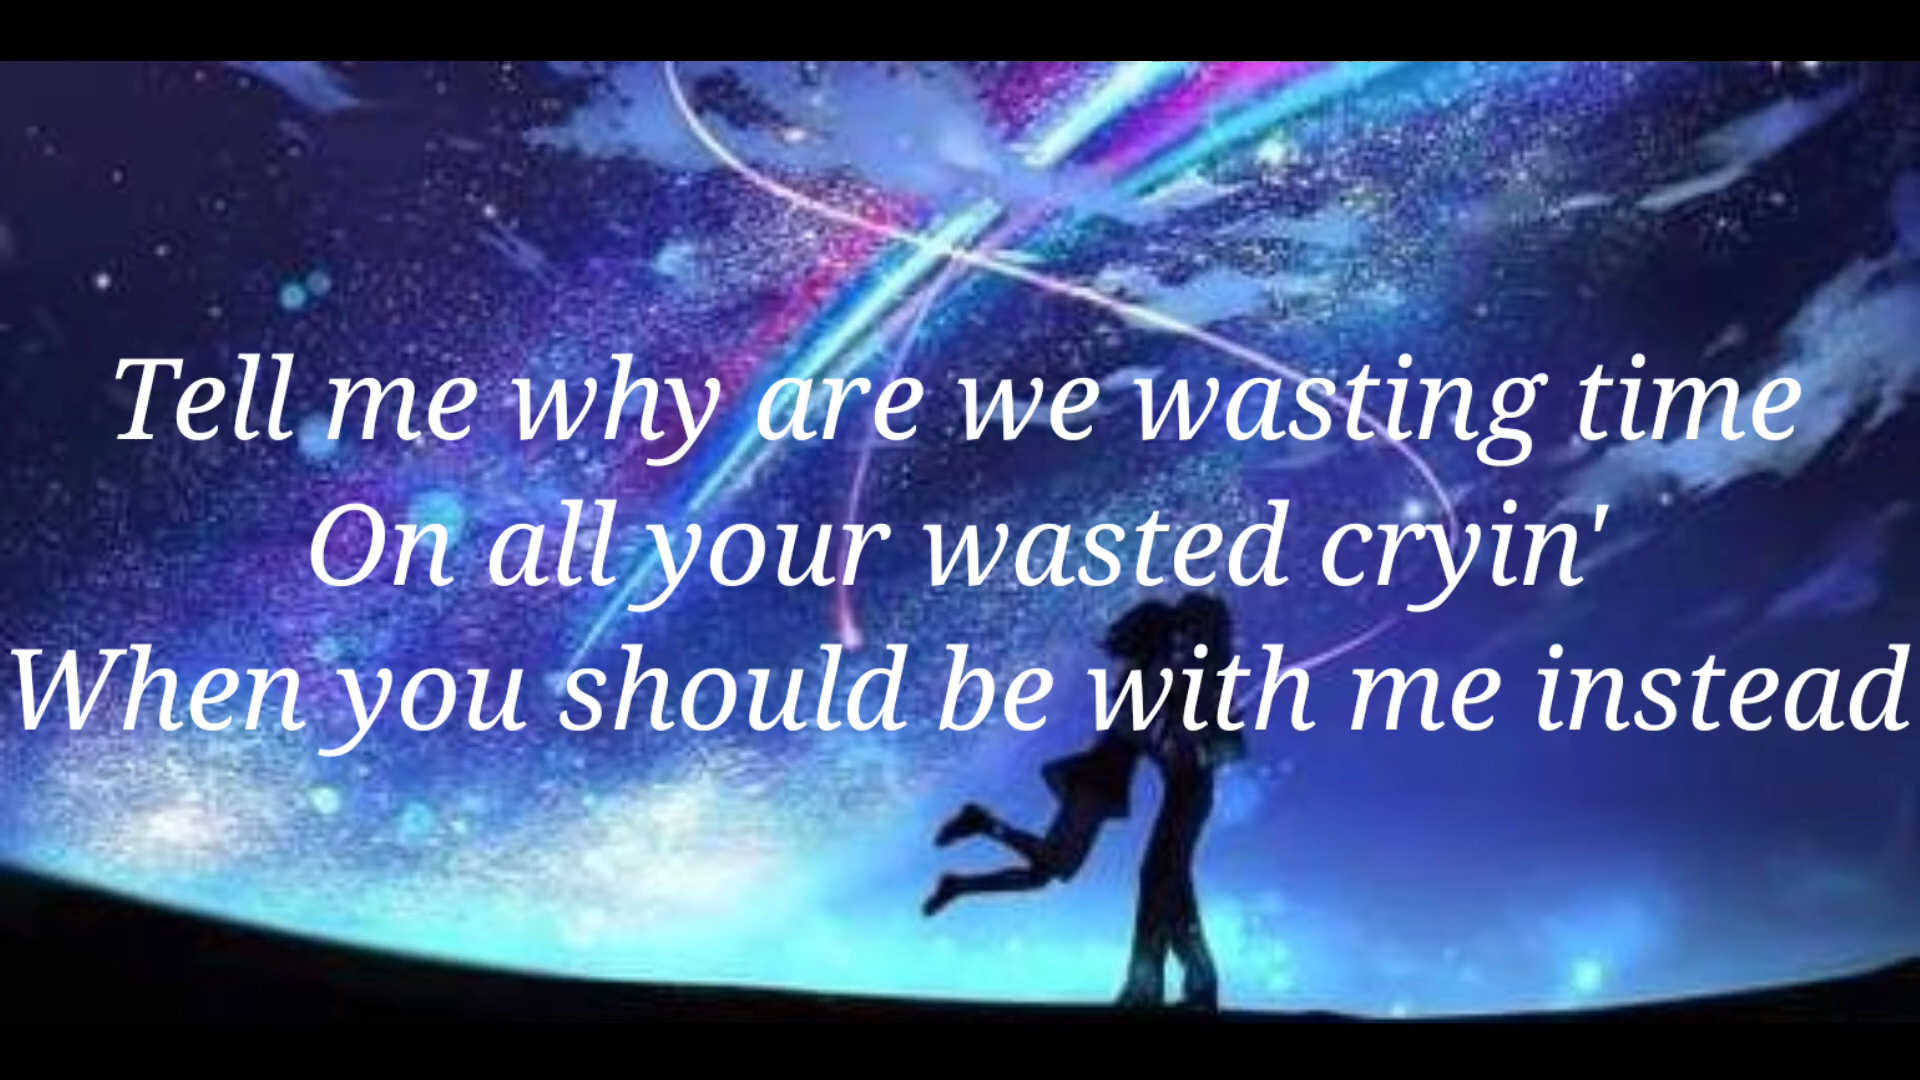 Tell me why are we wasting time
On all your wasted cryin'
When you should be with me instead